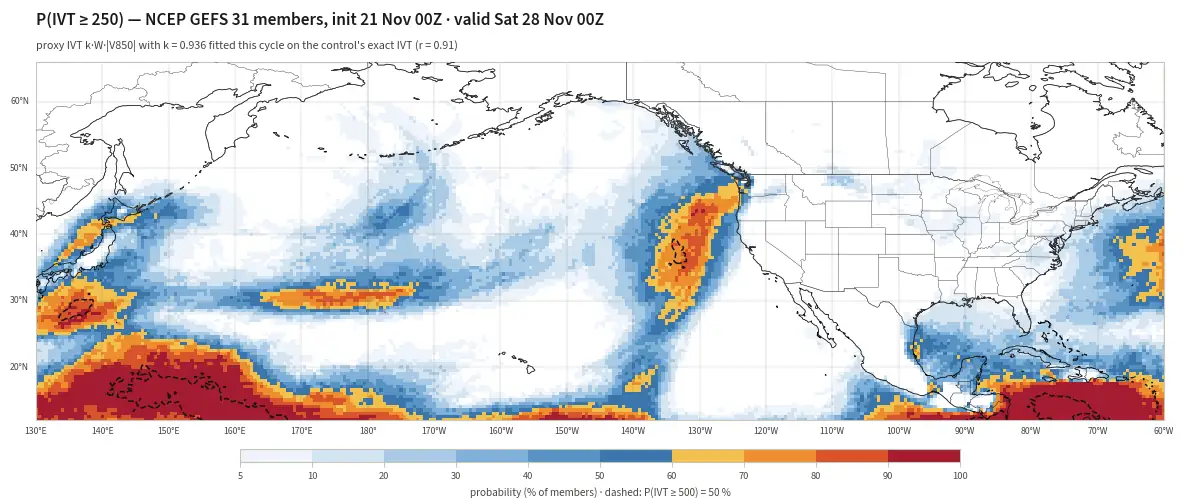 P(IVT ≥ 250) — NCEP GEFS 31 members, init 21 Nov 00Z · valid Sat 28 Nov 00Z
proxy IVT k·W·|V850| with k = 0.936 fitted this cycle on the control's exact IVT (r = 0.91)
60°N
50°N
40°N
30°N
20°N
130°E 140°E 150°E 160°E 170°E 180° 170°W 160°W 150°W 140°W 130°W 120°W 110°W 100°W 90°W 80°W 70°W 60°W
5 10 20 30 40 50 60 70 80 90 100
probability (% of members) · dashed: P(IVT ≥ 500) = 50 %